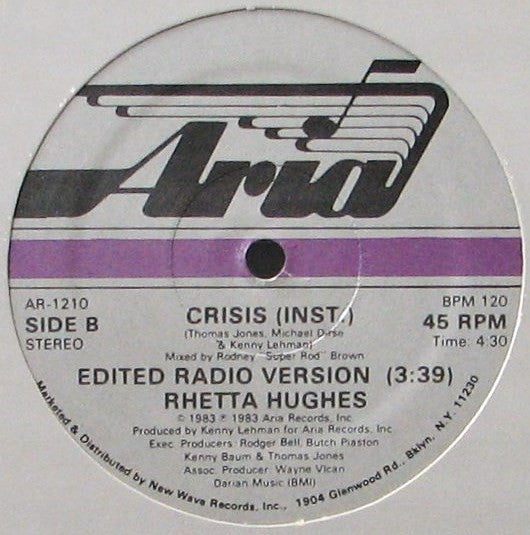 Aria
AR-1210
SIDE B
STEREO
CRISIS (INST.)
(Thomas Jones, Michael Dirse
& Kenny Lehman)
Mixed by Rodney "Super Rod" Brown
BPM 120
45 RPM
Time: 4:30
EDITED RADIO VERSION (3:39)
RHETTA HUGHES
© 1983 ℗ 1983 Aria Records, Inc.
Produced by Kenny Lehman for Aria Records, Inc.
Exec. Producers: Rodger Bell, Butch Piaston
Kenny Baum & Thomas Jones
Assoc. Producer: Wayne Vican
Darian Music (BMI)
Marketed & Distributed by New Wave Records, Inc., 1904 Glenwood Rd., Bklyn, N.Y. 11230